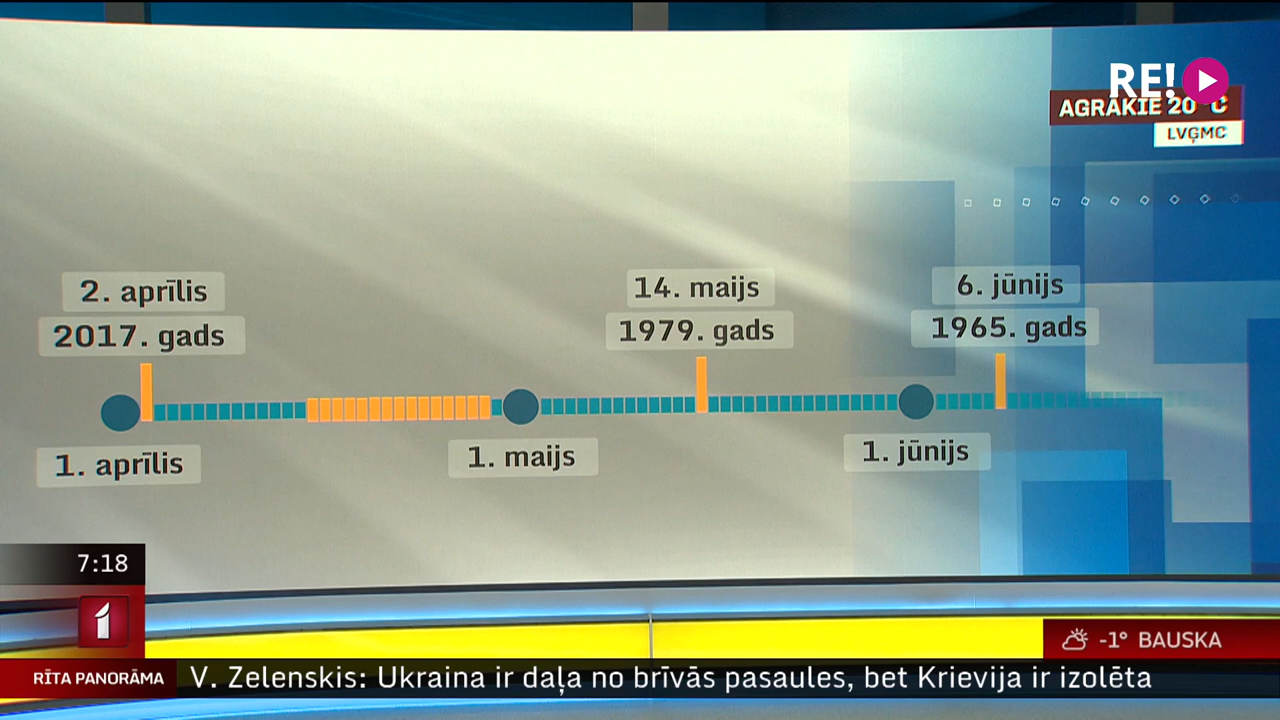 RE!
AGRĀKIE 20 °C
LVĢMC
2. aprīlis
2017. gads
14. maijs
1979. gads
6. jūnijs
1965. gads
1. aprīlis
1. maijs
1. jūnijs
7:18
1
-1° BAUSKA
RĪTA PANORĀMA
V. Zelenskis: Ukraina ir daļa no brīvās pasaules, bet Krievija ir izolēta